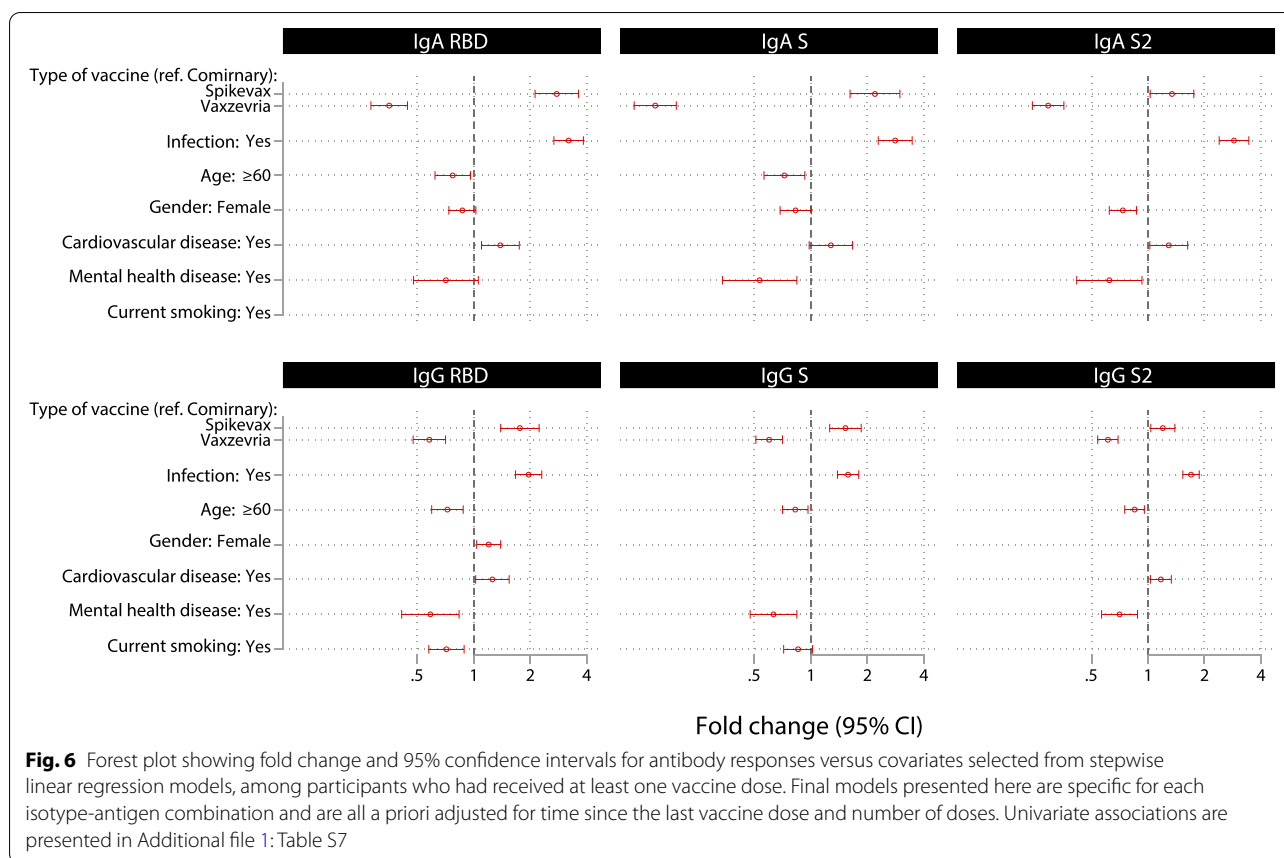 IgA RBD IgA S IgA S2
Type of vaccine (ref. Comirnary):
Spikevax
Vaxzevria
Infection: Yes
Age: ≥60
Gender: Female
Cardiovascular disease: Yes
Mental health disease: Yes
Current smoking: Yes
IgG RBD IgG S IgG S2
Type of vaccine (ref. Comirnary):
Spikevax
Vaxzevria
Infection: Yes
Age: ≥60
Gender: Female
Cardiovascular disease: Yes
Mental health disease: Yes
Current smoking: Yes
.5 1 2 4 .5 1 2 4 .5 1 2 4
Fold change (95% CI)
Fig. 6 Forest plot showing fold change and 95% confidence intervals for antibody responses versus covariates selected from stepwise
linear regression models, among participants who had received at least one vaccine dose. Final models presented here are specific for each
isotype-antigen combination and are all a priori adjusted for time since the last vaccine dose and number of doses. Univariate associations are
presented in Additional file 1: Table S7